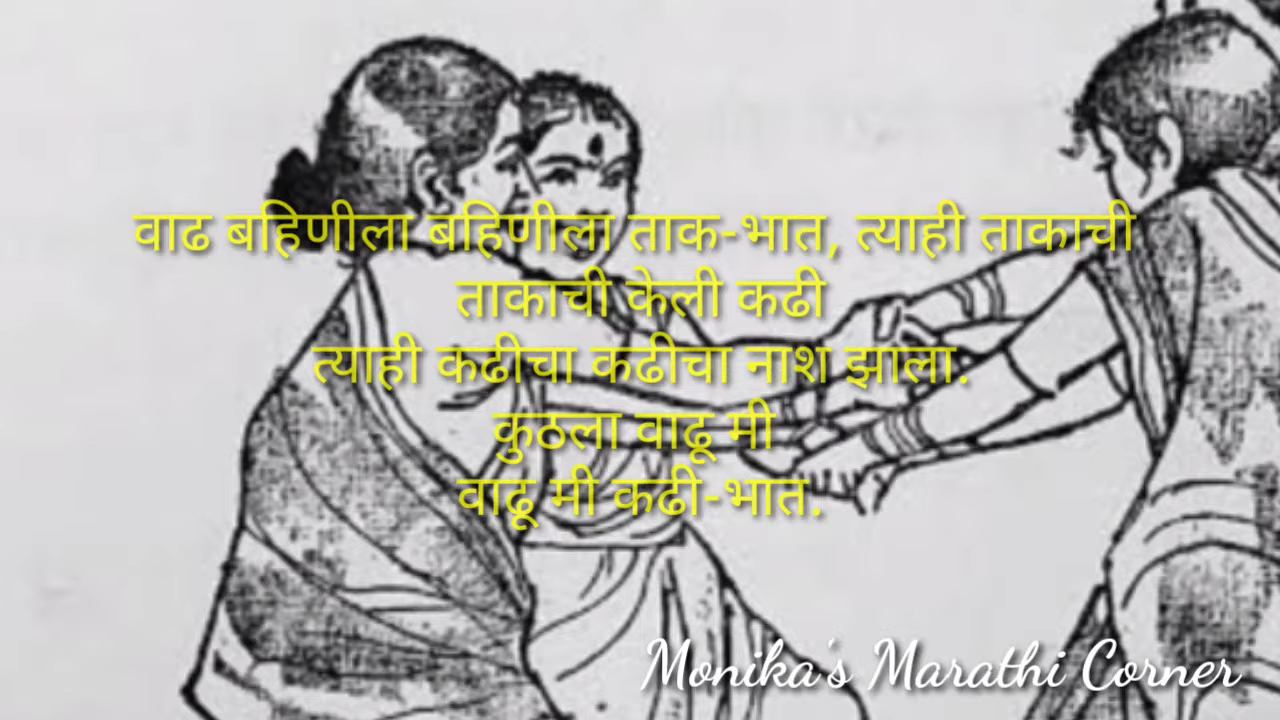 वाढ बहिणीला बहिणीला ताक-भात, त्याही ताकाची
ताकाची केली कढी
त्याही कढीचा कढीचा नाश झाला.
कुठला वाढू मी
वाढू मी कढी-भात.
Monika's Marathi Corner